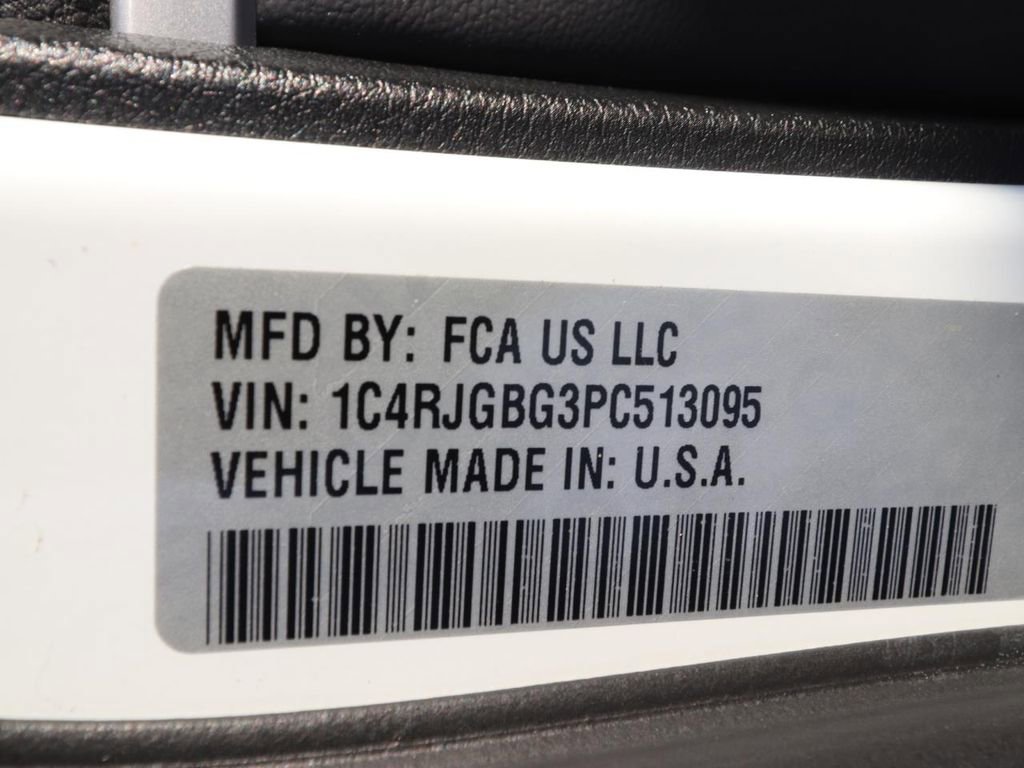 MFD BY: FCA US LLC
VIN: 1C4RJGBG3PC513095
VEHICLE MADE IN: U.S.A.